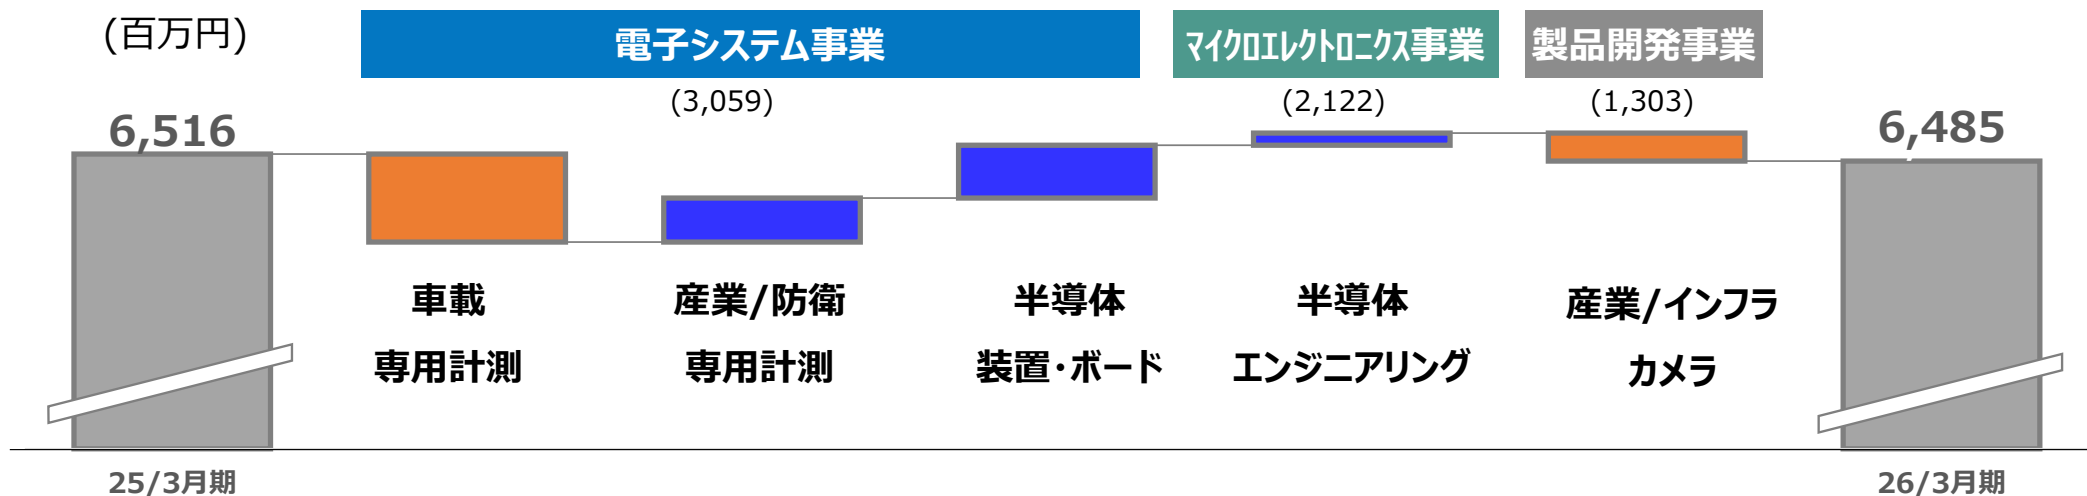 (百万円)
電子システム事業
ﾏｲｸﾛｴﾚｸﾄﾛﾆｸｽ事業
製品開発事業
(3,059)
(2,122)
(1,303)
6,516
6,485
車載
専用計測
産業/防衛
専用計測
半導体
装置・ボード
半導体
エンジニアリング
産業/インフラ
カメラ
25/3月期
26/3月期